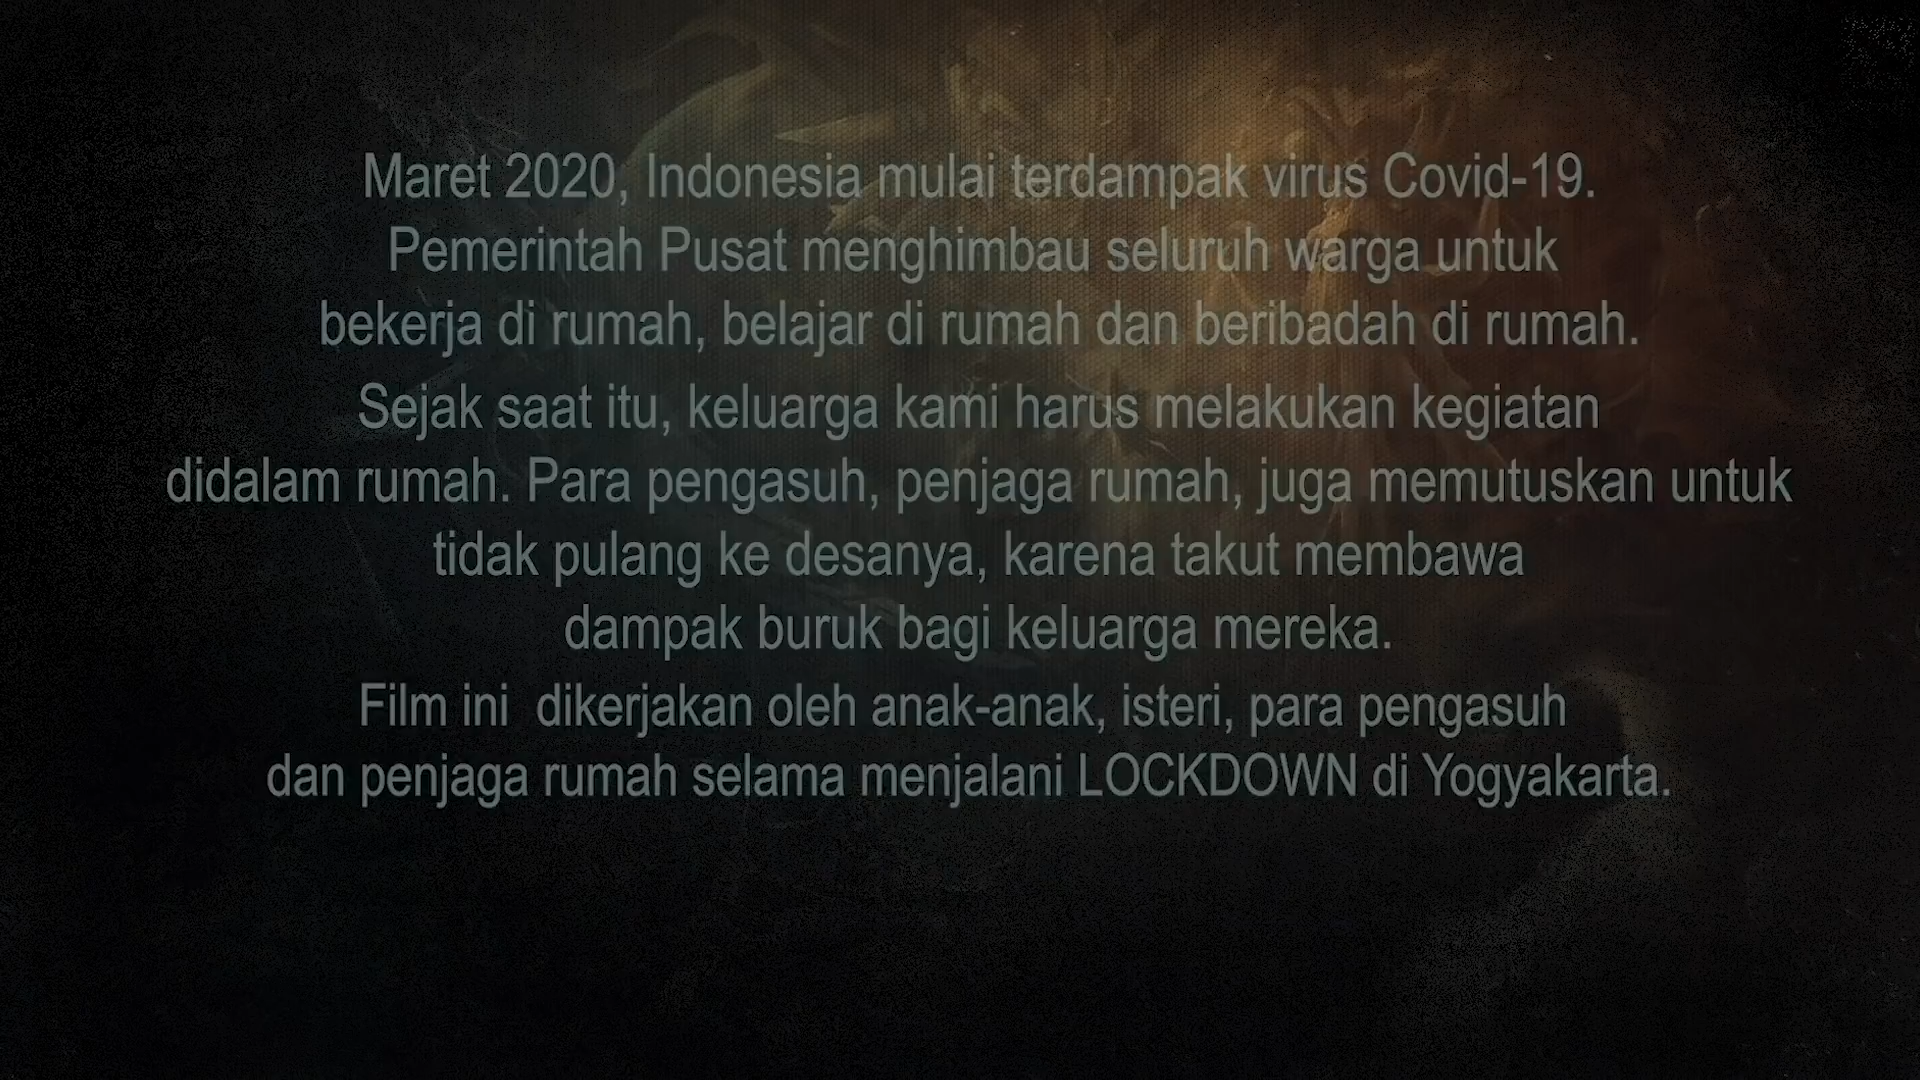 Maret 2020, Indonesia mulai terdampak virus Covid-19.
Pemerintah Pusat menghimbau seluruh warga untuk
bekerja di rumah, belajar di rumah dan beribadah di rumah.
Sejak saat itu, keluarga kami harus melakukan kegiatan
didalam rumah. Para pengasuh, penjaga rumah, juga memutuskan untuk
tidak pulang ke desanya, karena takut membawa
dampak buruk bagi keluarga mereka.
Film ini  dikerjakan oleh anak-anak, isteri, para pengasuh
dan penjaga rumah selama menjalani LOCKDOWN di Yogyakarta.